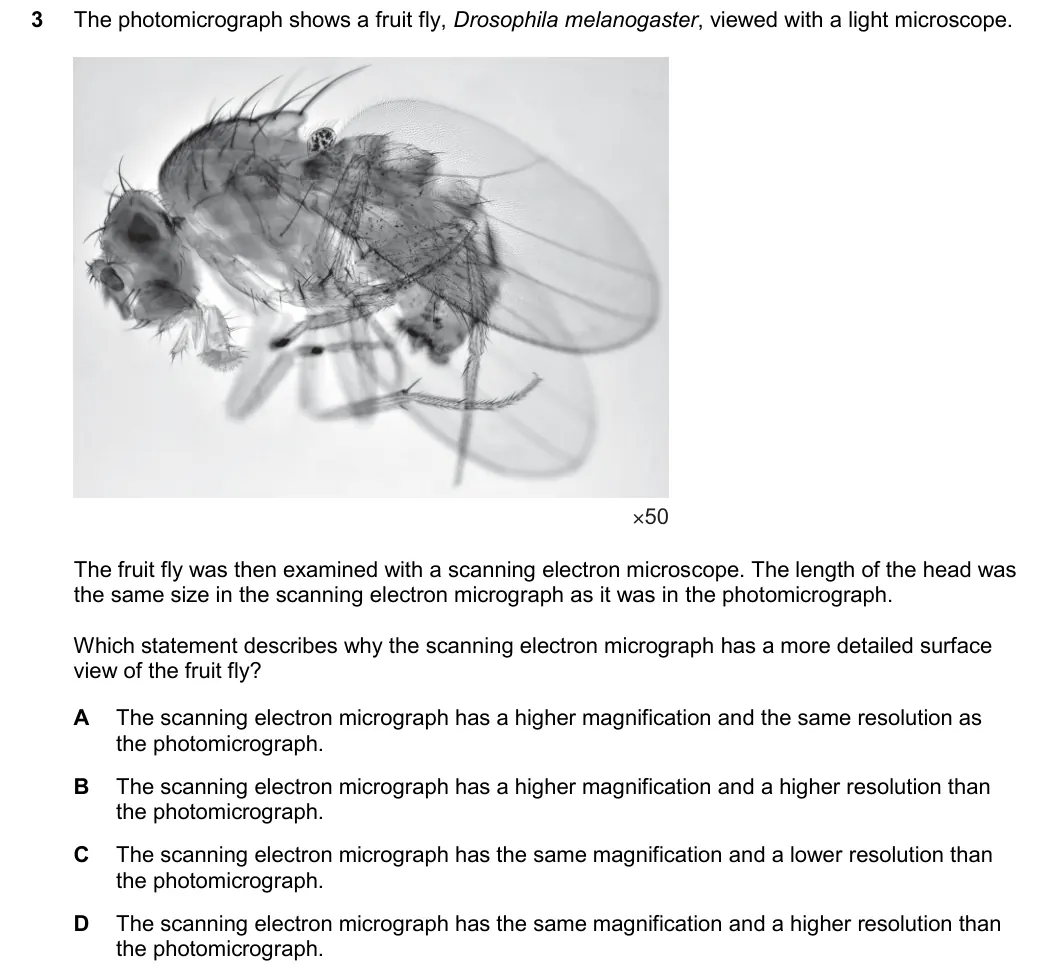 3 The photomicrograph shows a fruit fly, Drosophila melanogaster, viewed with a light microscope.
×50
The fruit fly was then examined with a scanning electron microscope. The length of the head was
the same size in the scanning electron micrograph as it was in the photomicrograph.
Which statement describes why the scanning electron micrograph has a more detailed surface
view of the fruit fly?
A The scanning electron micrograph has a higher magnification and the same resolution as
the photomicrograph.
B The scanning electron micrograph has a higher magnification and a higher resolution than
the photomicrograph.
C The scanning electron micrograph has the same magnification and a lower resolution than
the photomicrograph.
D The scanning electron micrograph has the same magnification and a higher resolution than
the photomicrograph.